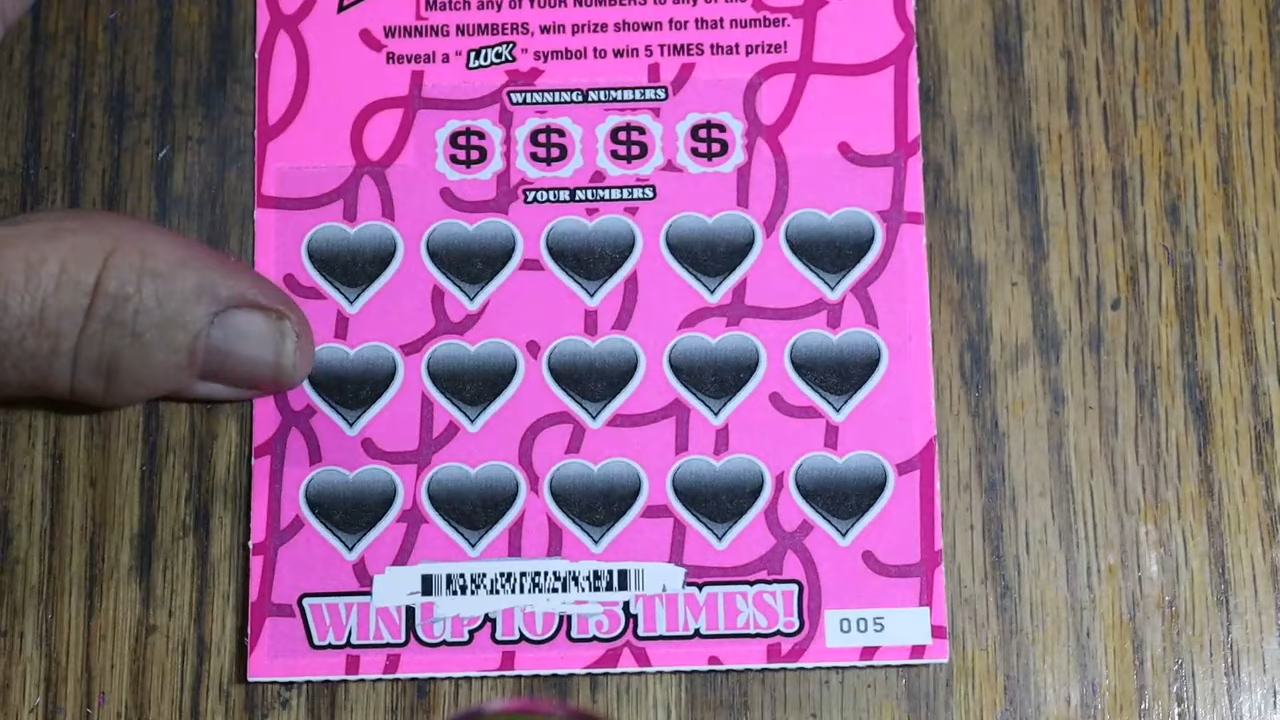 Match any of YOUR NUMBERS to any of the
WINNING NUMBERS, win prize shown for that number.
Reveal a "LUCK" symbol to win 5 TIMES that prize!
WINNING NUMBERS
$ $ $ $
YOUR NUMBERS
WIN UP TO 15 TIMES!
005